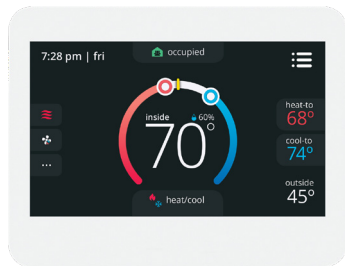 7:28 pm | fri
occupied
inside
60%
70°
heat-to
68°
cool-to
74°
outside
45°
heat/cool